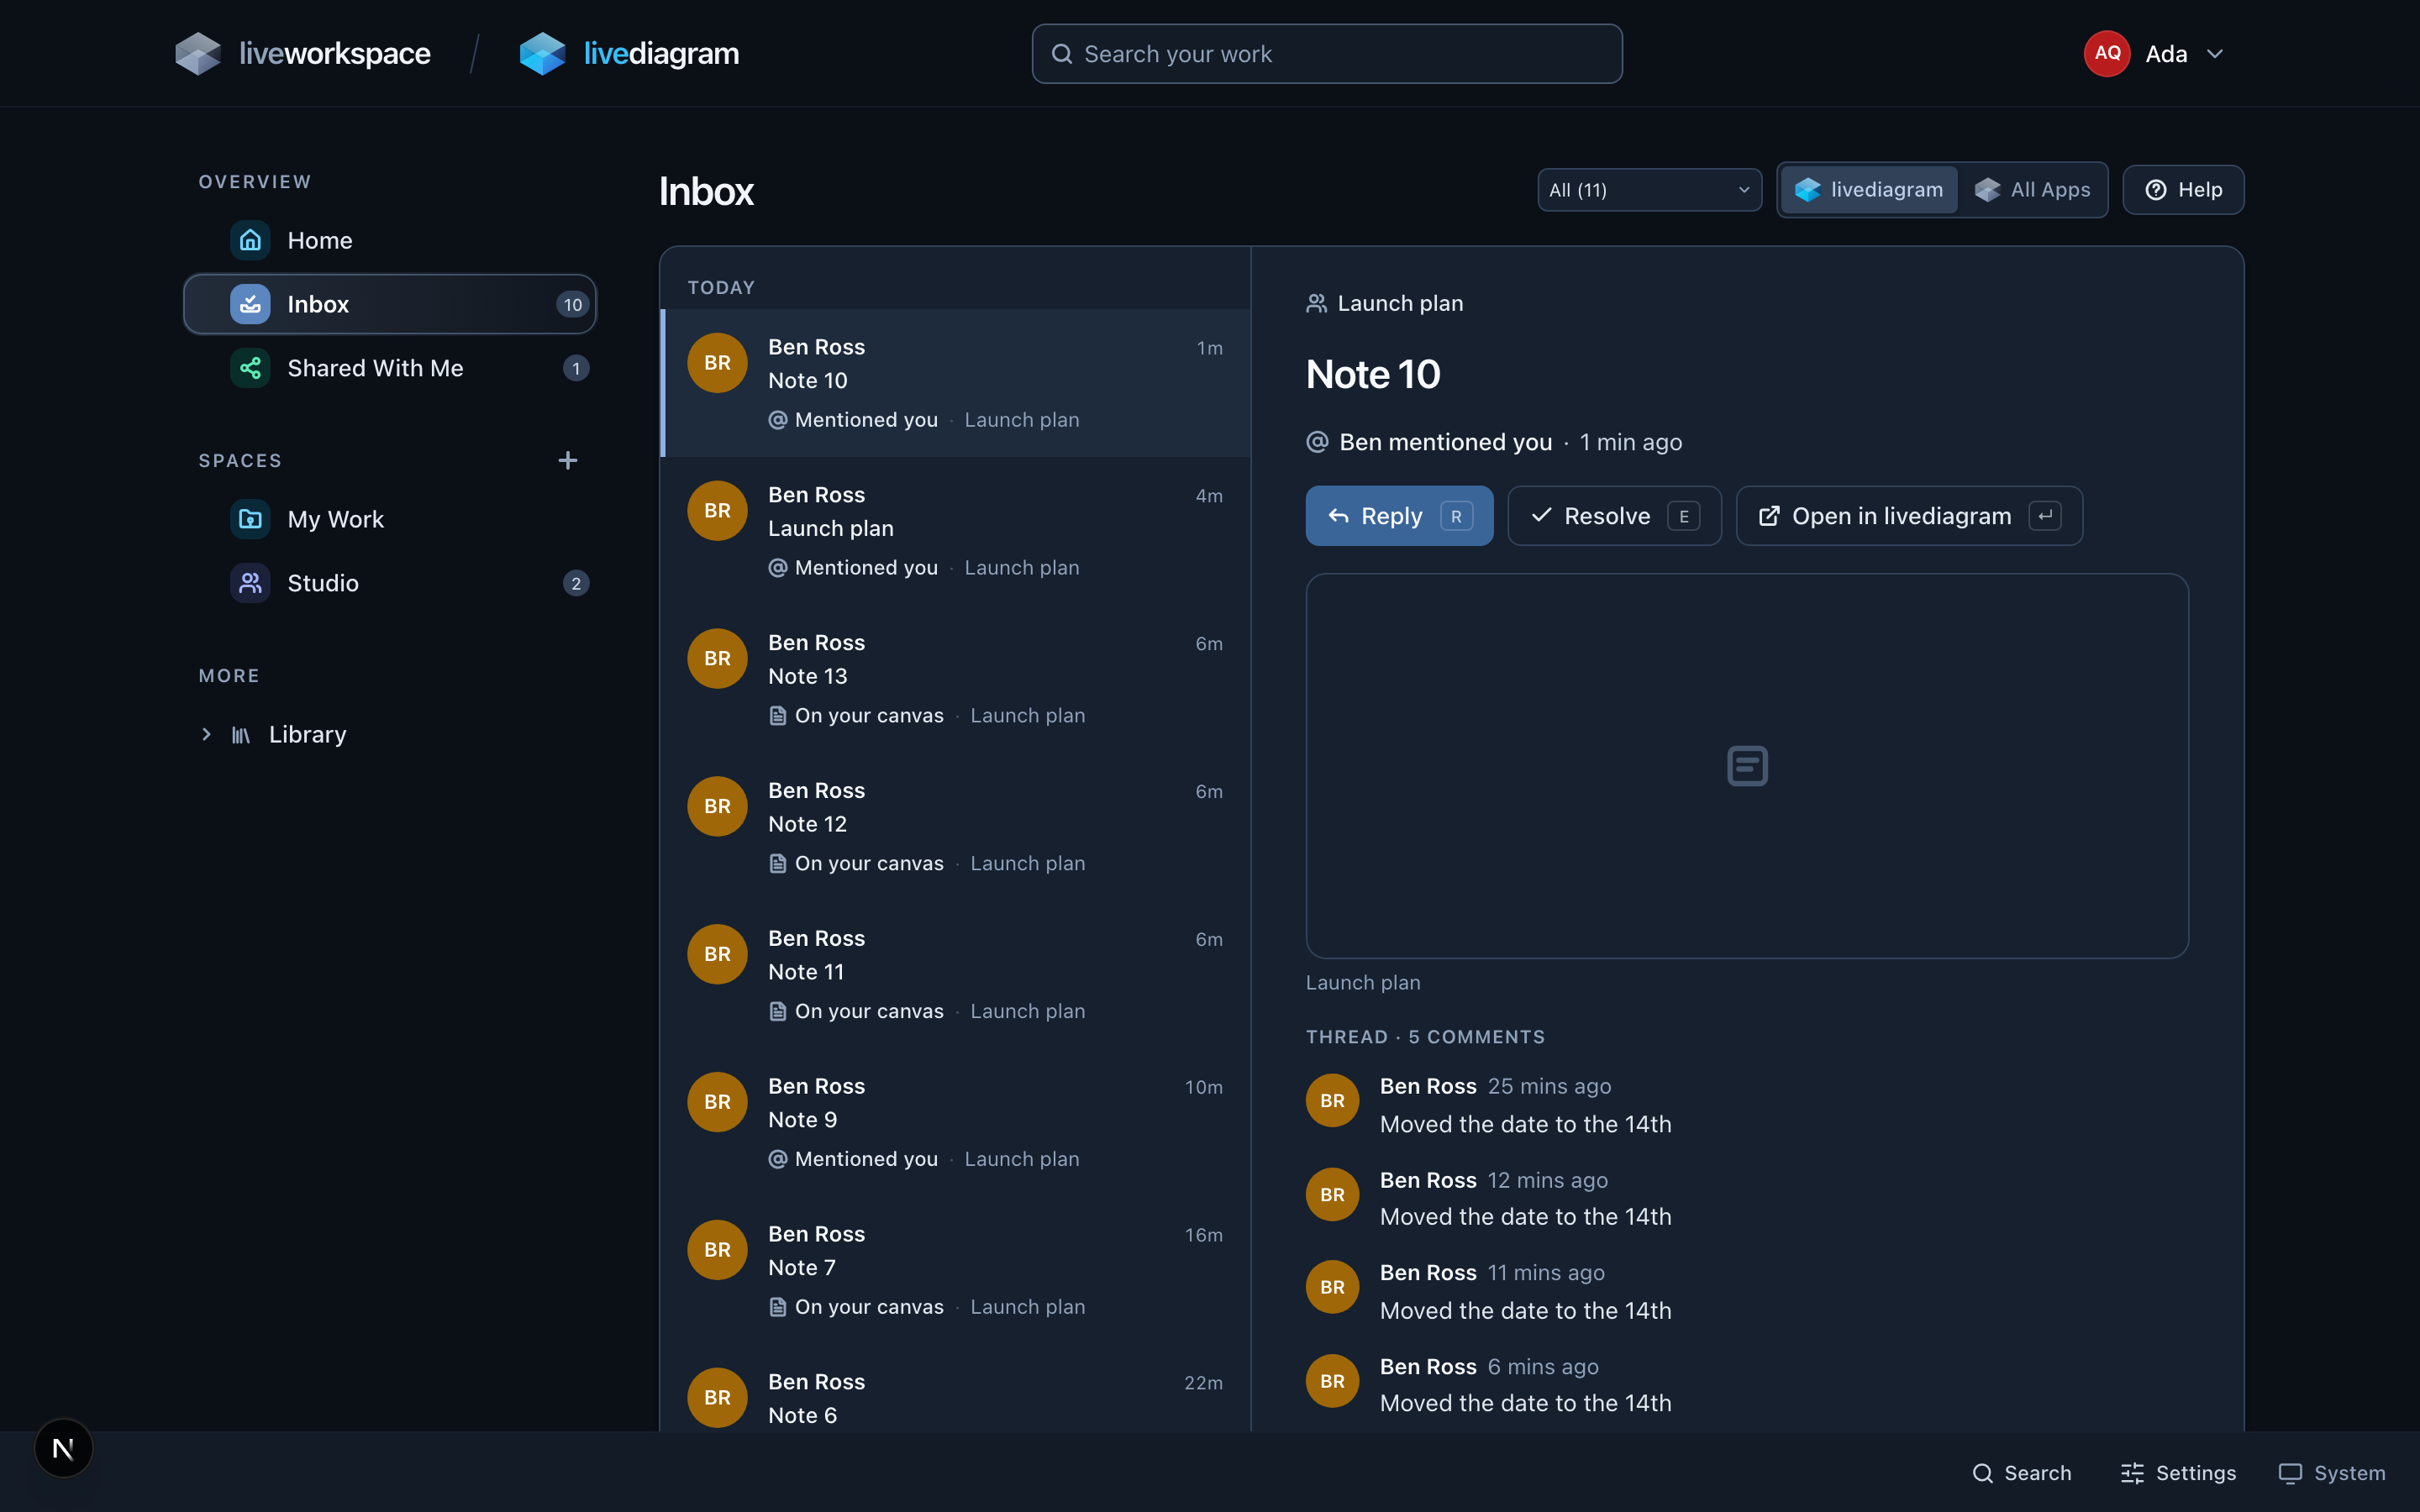 liveworkspace / livediagram
Search your work
AQ Ada
OVERVIEW
Home
Inbox 10
Shared With Me 1
SPACES
My Work
Studio 2
MORE
Library
Inbox
All (11)
livediagram
All Apps
Help
TODAY
BR Ben Ross 1m
Note 10
Mentioned you · Launch plan
BR Ben Ross 4m
Launch plan
Mentioned you · Launch plan
BR Ben Ross 6m
Note 13
On your canvas · Launch plan
BR Ben Ross 6m
Note 12
On your canvas · Launch plan
BR Ben Ross 6m
Note 11
On your canvas · Launch plan
BR Ben Ross 10m
Note 9
Mentioned you · Launch plan
BR Ben Ross 16m
Note 7
On your canvas · Launch plan
BR Ben Ross 22m
Note 6
Launch plan
Note 10
Ben mentioned you · 1 min ago
Reply R
Resolve E
Open in livediagram ↵
Launch plan
THREAD · 5 COMMENTS
BR Ben Ross 25 mins ago
Moved the date to the 14th
BR Ben Ross 12 mins ago
Moved the date to the 14th
BR Ben Ross 11 mins ago
Moved the date to the 14th
BR Ben Ross 6 mins ago
Moved the date to the 14th
N
Search
Settings
System